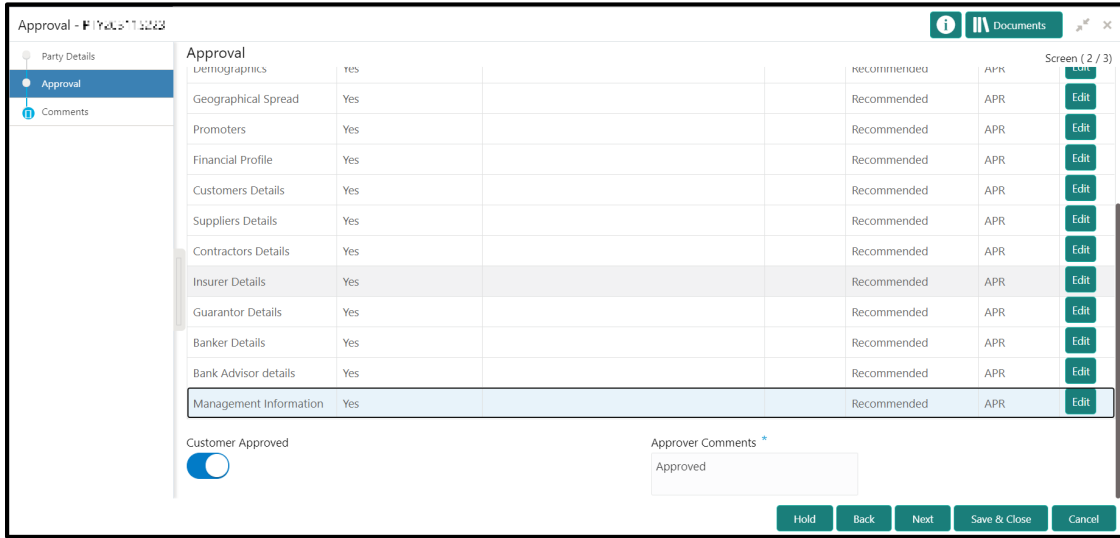 Approval -
Documents
Party Details
Approval
Comments
Approval
Screen ( 2 / 3)
Demographics Yes Recommended APR Edit
Geographical Spread Yes Recommended APR Edit
Promoters Yes Recommended APR Edit
Financial Profile Yes Recommended APR Edit
Customers Details Yes Recommended APR Edit
Suppliers Details Yes Recommended APR Edit
Contractors Details Yes Recommended APR Edit
Insurer Details Yes Recommended APR Edit
Guarantor Details Yes Recommended APR Edit
Banker Details Yes Recommended APR Edit
Bank Advisor details Yes Recommended APR Edit
Management Information Yes Recommended APR Edit
Customer Approved
Approver Comments *
Approved
Hold Back Next Save & Close Cancel